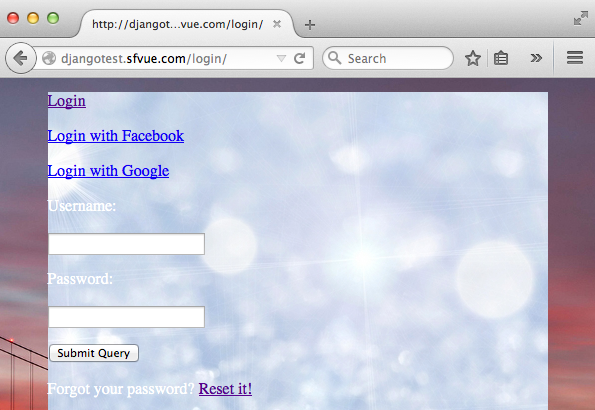 http://djangot...vue.com/login/
djangotest.sfvue.com/login/
Search
Login
Login with Facebook
Login with Google
Username:
Password:
Submit Query
Forgot your password? Reset it!